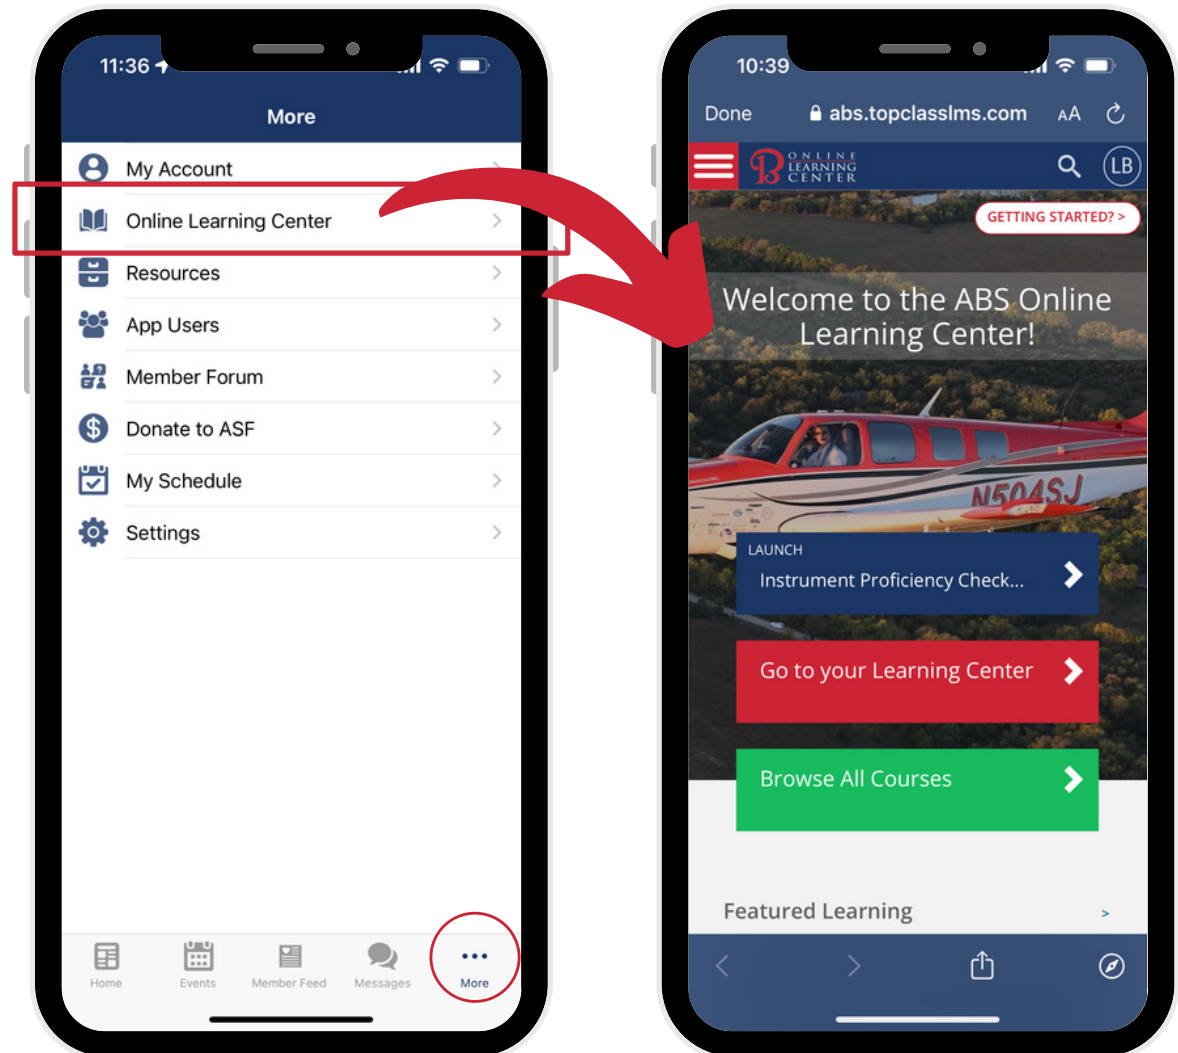 11:36
More
My Account
Online Learning Center
Resources
App Users
Member Forum
Donate to ASF
My Schedule
Settings
Home
Events
Member Feed
Messages
More
10:39
Done
abs.topclasslms.com
AA
B ONLINE
LEARNING
CENTER
LB
GETTING STARTED? >
Welcome to the ABS Online
Learning Center!
N504SJ
LAUNCH
Instrument Proficiency Check...
Go to your Learning Center
Browse All Courses
Featured Learning
>